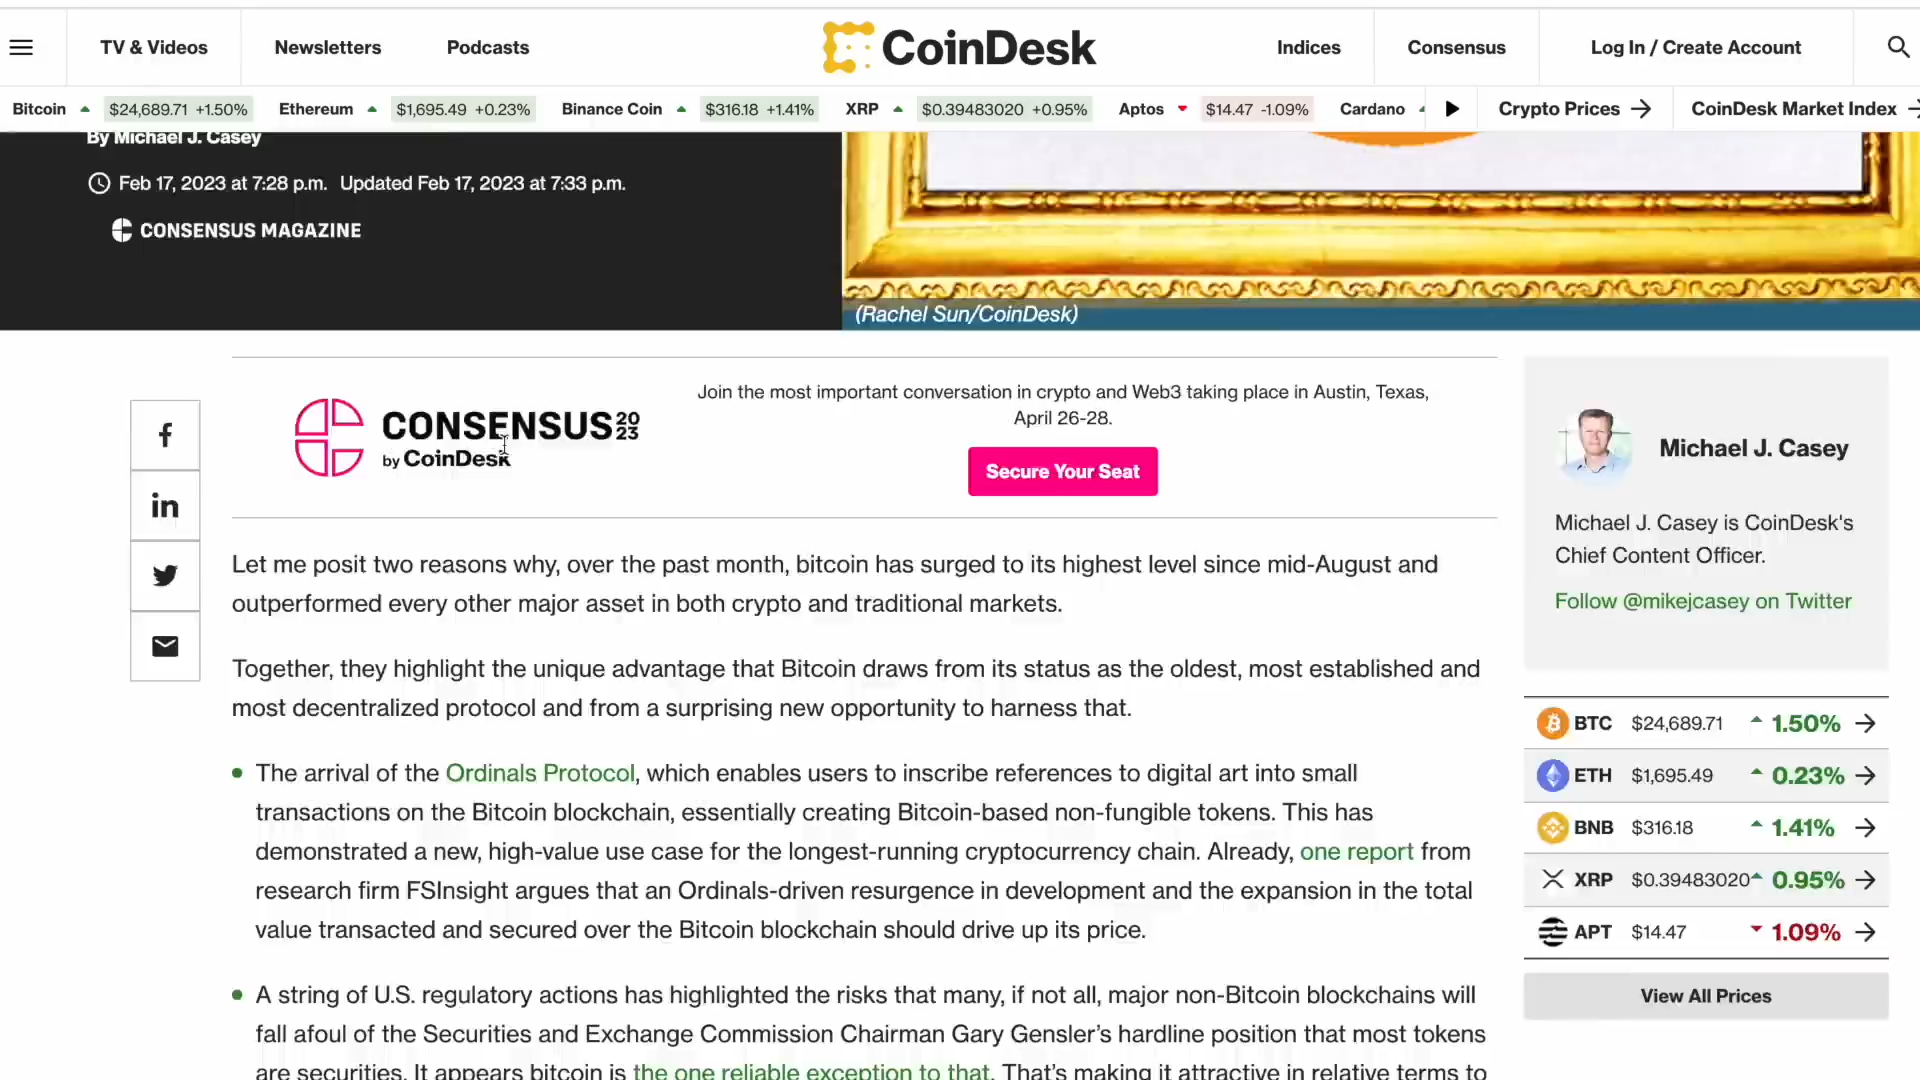 TV & Videos
Newsletters
Podcasts
CoinDesk
Indices
Consensus
Log In / Create Account
Bitcoin $24,689.71 +1.50% Ethereum $1,695.49 +0.23% Binance Coin $316.18 +1.41% XRP $0.39483020 +0.95% Aptos $14.47 -1.09% Cardano Crypto Prices → CoinDesk Market Index →
By Michael J. Casey
Feb 17, 2023 at 7:28 p.m. Updated Feb 17, 2023 at 7:33 p.m.
CONSENSUS MAGAZINE
(Rachel Sun/CoinDesk)
CONSENSUS 20 23
by CoinDesk
Join the most important conversation in crypto and Web3 taking place in Austin, Texas,
April 26-28.
Secure Your Seat
Let me posit two reasons why, over the past month, bitcoin has surged to its highest level since mid-August and
outperformed every other major asset in both crypto and traditional markets.
Together, they highlight the unique advantage that Bitcoin draws from its status as the oldest, most established and
most decentralized protocol and from a surprising new opportunity to harness that.
• The arrival of the Ordinals Protocol, which enables users to inscribe references to digital art into small
transactions on the Bitcoin blockchain, essentially creating Bitcoin-based non-fungible tokens. This has
demonstrated a new, high-value use case for the longest-running cryptocurrency chain. Already, one report from
research firm FSInsight argues that an Ordinals-driven resurgence in development and the expansion in the total
value transacted and secured over the Bitcoin blockchain should drive up its price.
• A string of U.S. regulatory actions has highlighted the risks that many, if not all, major non-Bitcoin blockchains will
fall afoul of the Securities and Exchange Commission Chairman Gary Gensler's hardline position that most tokens
are securities. It appears bitcoin is the one reliable exception to that. That's making it attractive in relative terms to
Michael J. Casey
Michael J. Casey is CoinDesk's
Chief Content Officer.
Follow @mikejcasey on Twitter
BTC $24,689.71 1.50% →
ETH $1,695.49 0.23% →
BNB $316.18 1.41% →
XRP $0.39483020 0.95% →
APT $14.47 1.09% →
View All Prices